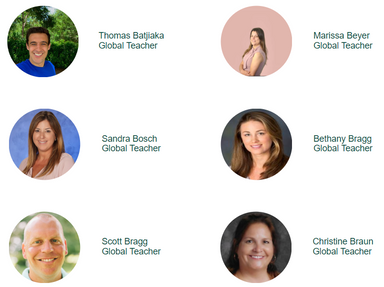 Thomas Batjiaka
Global Teacher
Marissa Beyer
Global Teacher
Sandra Bosch
Global Teacher
Bethany Bragg
Global Teacher
Scott Bragg
Global Teacher
Christine Braun
Global Teacher